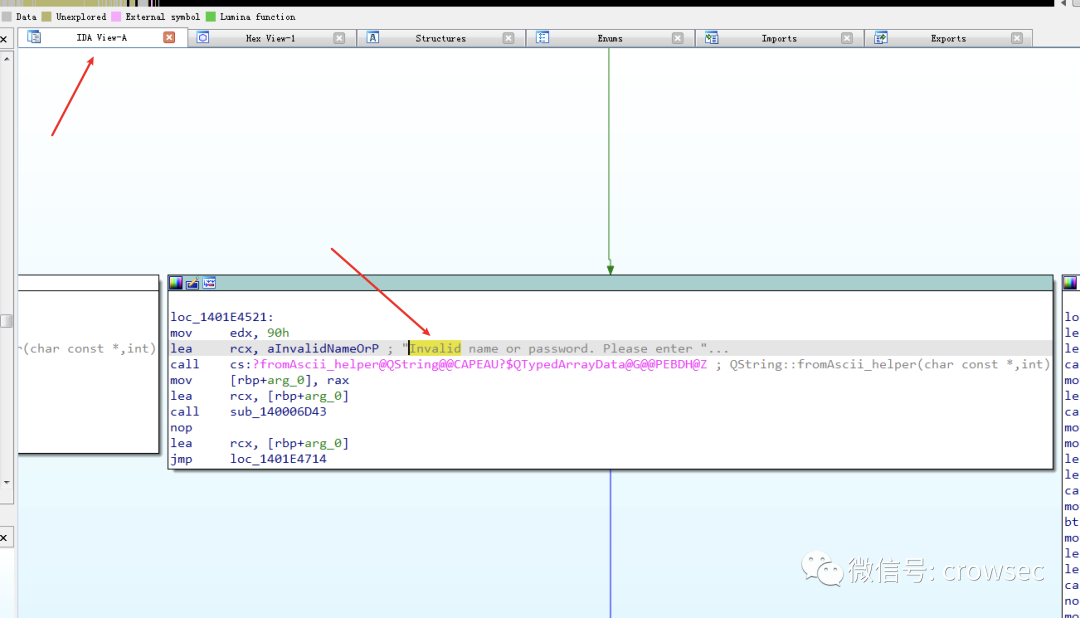 Data Unexplored External symbol Lumina function
IDA View-A Hex View-1 Structures Enums Imports Exports
r(char const *,int)
loc_1401E4521:
mov edx, 90h
lea rcx, aInvalidNameOrP ; "Invalid name or password. Please enter "...
call cs:?fromAscii_helper@QString@@CAPEAU?$QTypedArrayData@G@@PEBDH@Z ; QString::fromAscii_helper(char const *,int)
mov [rbp+arg_0], rax
lea rcx, [rbp+arg_0]
call sub_140006D43
nop
lea rcx, [rbp+arg_0]
jmp loc_1401E4714
lo
le
le
ca
mo
le
ca
mo
mo
le
le
ca
mo
bt
mo
le
le
ca
no
mo
微信号: crowsec